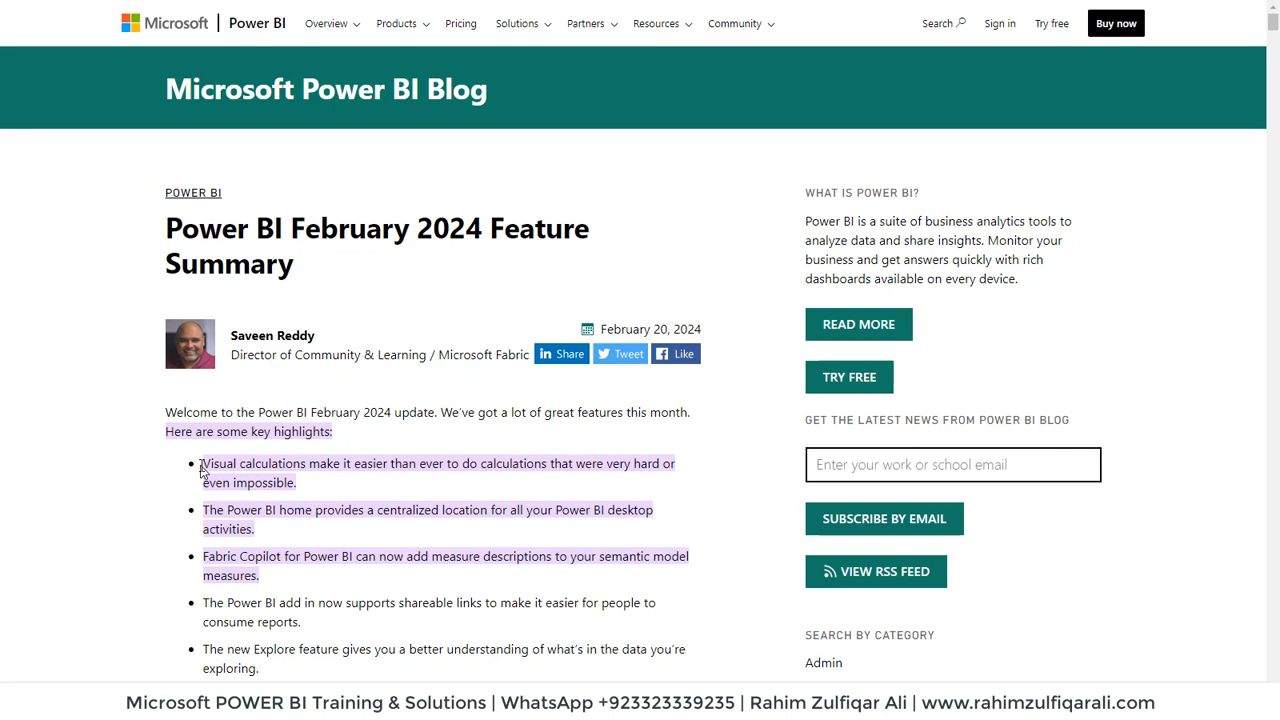 Microsoft | Power BI Overview Products Pricing Solutions Partners Resources Community Search Sign in Try free Buy now
Microsoft Power BI Blog
POWER BI
Power BI February 2024 Feature
Summary
Saveen Reddy
Director of Community & Learning / Microsoft Fabric
February 20, 2024
Share Tweet Like
Welcome to the Power BI February 2024 update. We've got a lot of great features this month.
Here are some key highlights:
• Visual calculations make it easier than ever to do calculations that were very hard or
even impossible.
• The Power BI home provides a centralized location for all your Power BI desktop
activities.
• Fabric Copilot for Power BI can now add measure descriptions to your semantic model
measures.
• The Power BI add in now supports shareable links to make it easier for people to
consume reports.
• The new Explore feature gives you a better understanding of what's in the data you're
exploring.
WHAT IS POWER BI?
Power BI is a suite of business analytics tools to
analyze data and share insights. Monitor your
business and get answers quickly with rich
dashboards available on every device.
READ MORE
TRY FREE
GET THE LATEST NEWS FROM POWER BI BLOG
Enter your work or school email
SUBSCRIBE BY EMAIL
VIEW RSS FEED
SEARCH BY CATEGORY
Admin
Microsoft POWER BI Training & Solutions | WhatsApp +923323339235 | Rahim Zulfiqar Ali | www.rahimzulfiqarali.com